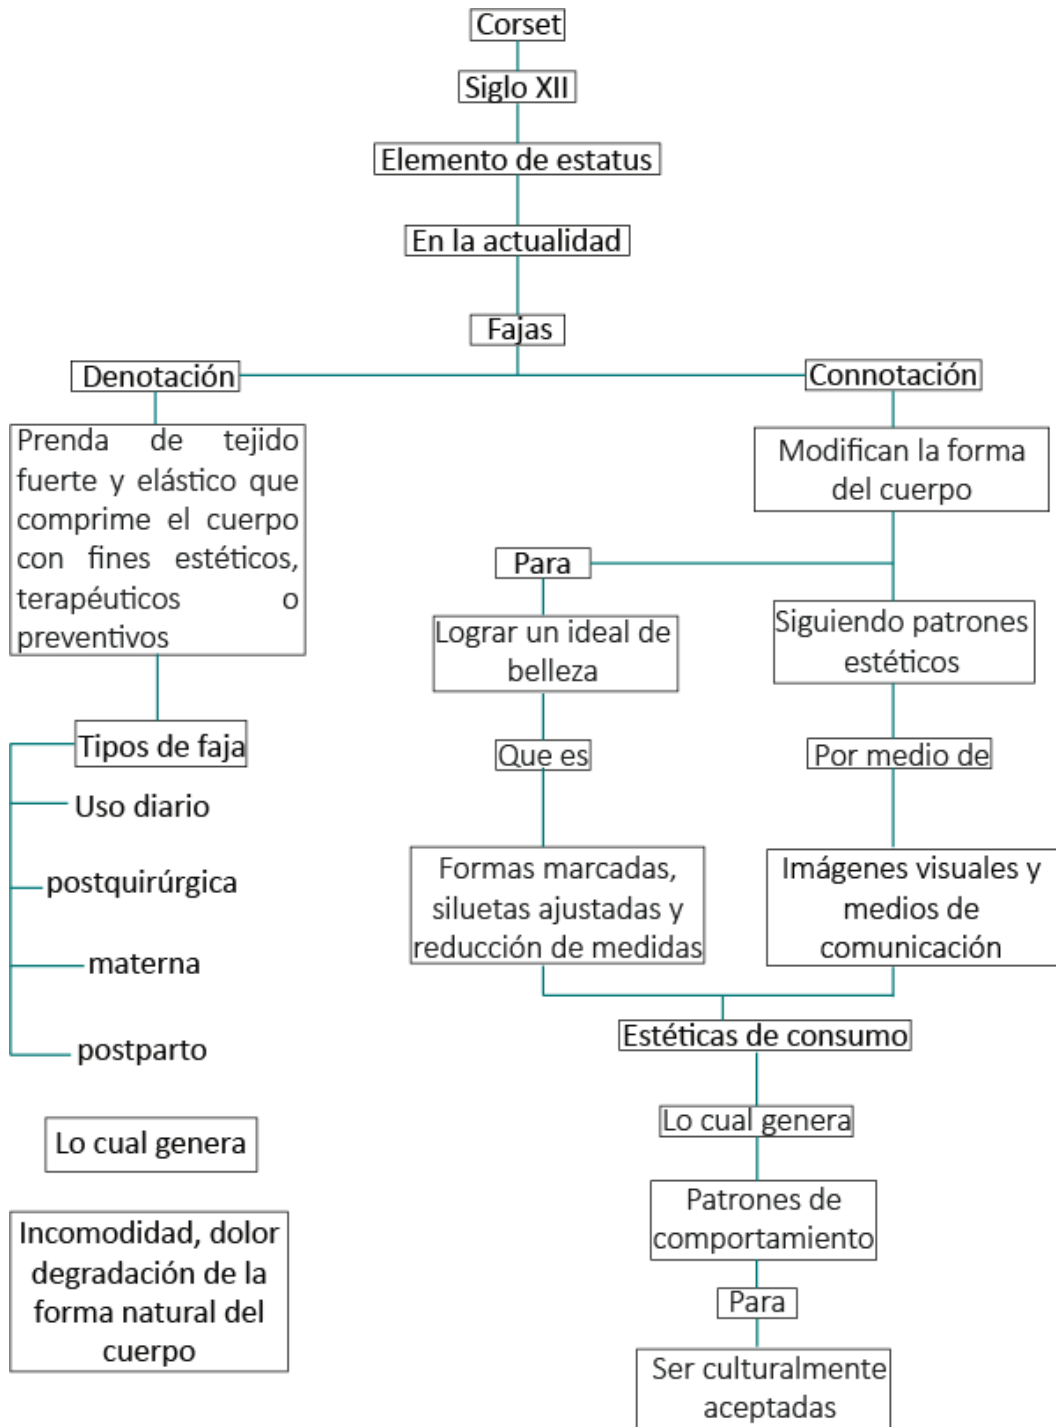 Corset
Siglo XII
Elemento de estatus
En la actualidad
Fajas
Denotación
Prenda de tejido
fuerte y elástico que
comprime el cuerpo
con fines estéticos,
terapéuticos o
preventivos
Tipos de faja
Uso diario
postquirúrgica
materna
postparto
Lo cual genera
Incomodidad, dolor
degradación de la
forma natural del
cuerpo
Connotación
Modifican la forma
del cuerpo
Para
Lograr un ideal de
belleza
Que es
Formas marcadas,
siluetas ajustadas y
reducción de medidas
Siguiendo patrones
estéticos
Por medio de
Imágenes visuales y
medios de
comunicación
Estéticas de consumo
Lo cual genera
Patrones de
comportamiento
Para
Ser culturalmente
aceptadas